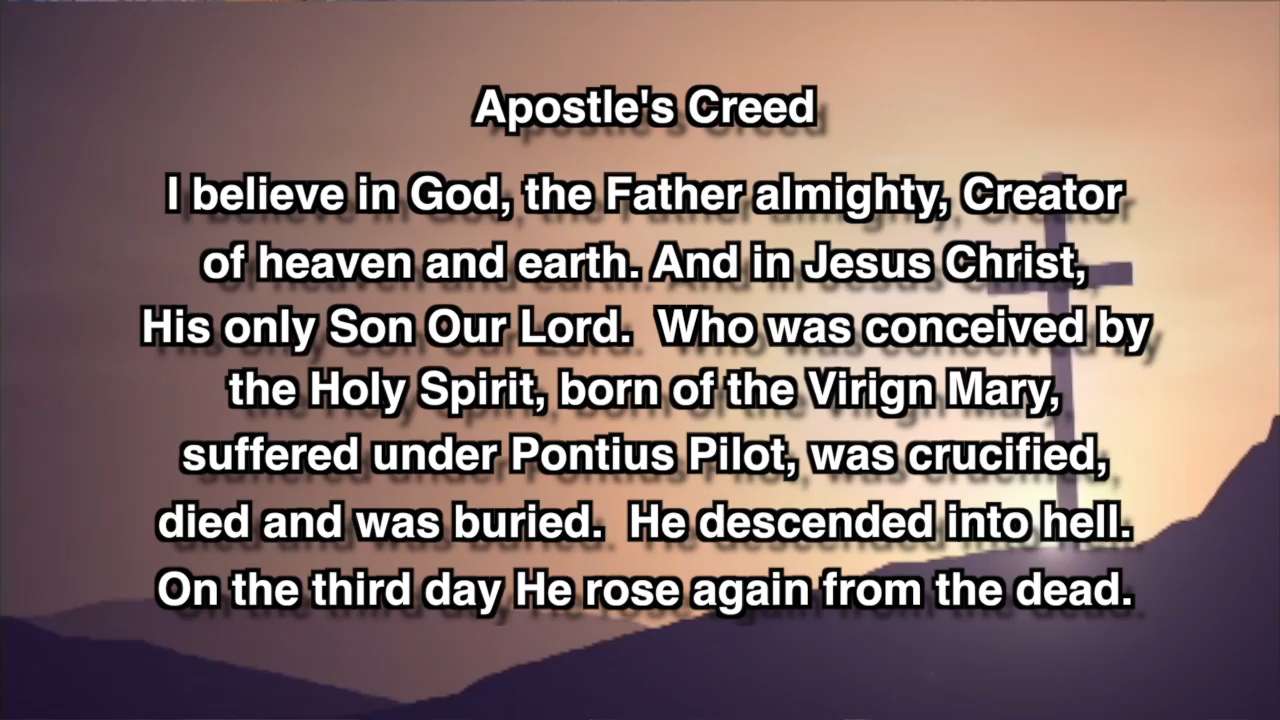 Apostle's Creed
I believe in God, the Father almighty, Creator
of heaven and earth. And in Jesus Christ,
His only Son Our Lord.  Who was conceived by
the Holy Spirit, born of the Virign Mary,
suffered under Pontius Pilot, was crucified,
died and was buried.  He descended into hell.
On the third day He rose again from the dead.